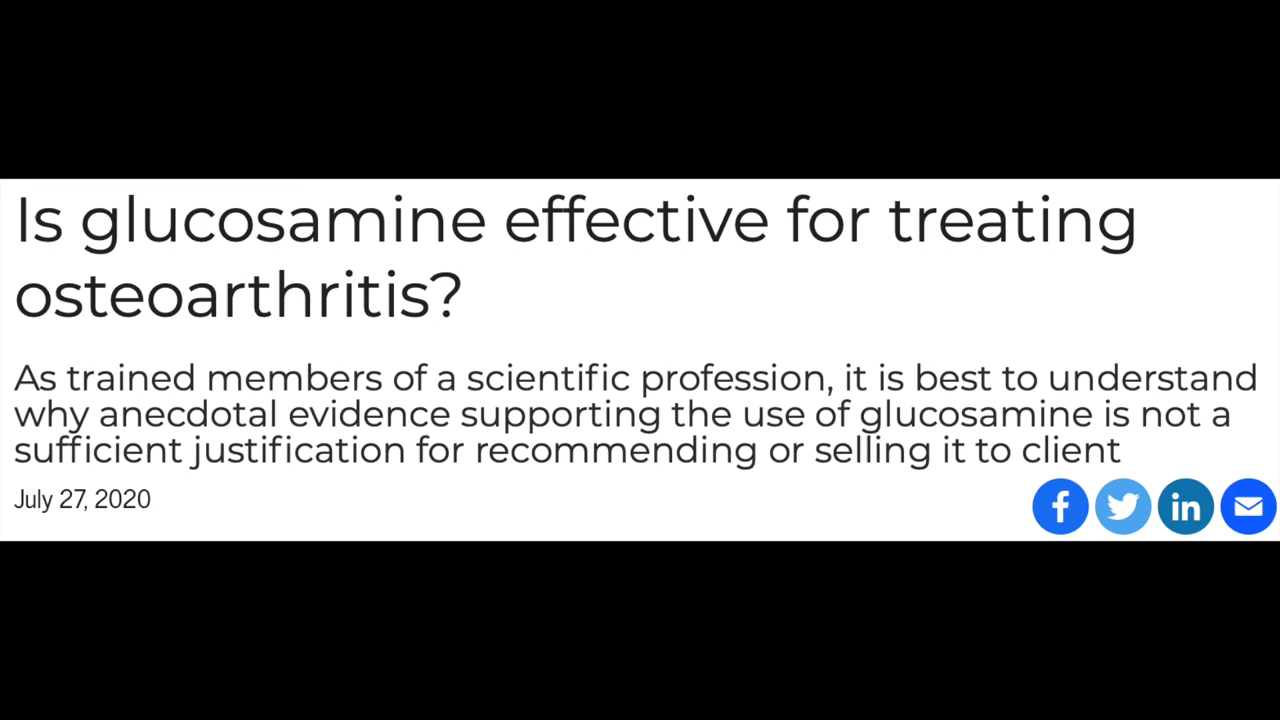 Is glucosamine effective for treating
osteoarthritis?
As trained members of a scientific profession, it is best to understand
why anecdotal evidence supporting the use of glucosamine is not a
sufficient justification for recommending or selling it to client
July 27, 2020
f
in